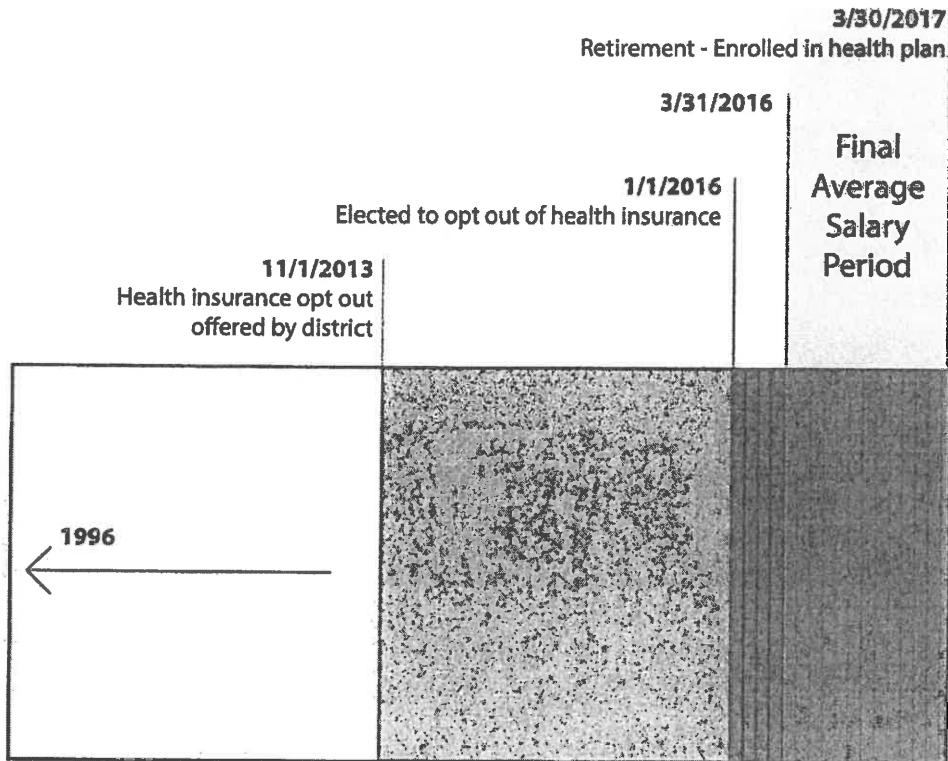 3/30/2017
Retirement - Enrolled in health plan
3/31/2016
Final
Average
Salary
Period
1/1/2016
Elected to opt out of health insurance
11/1/2013
Health insurance opt out
offered by district
1996